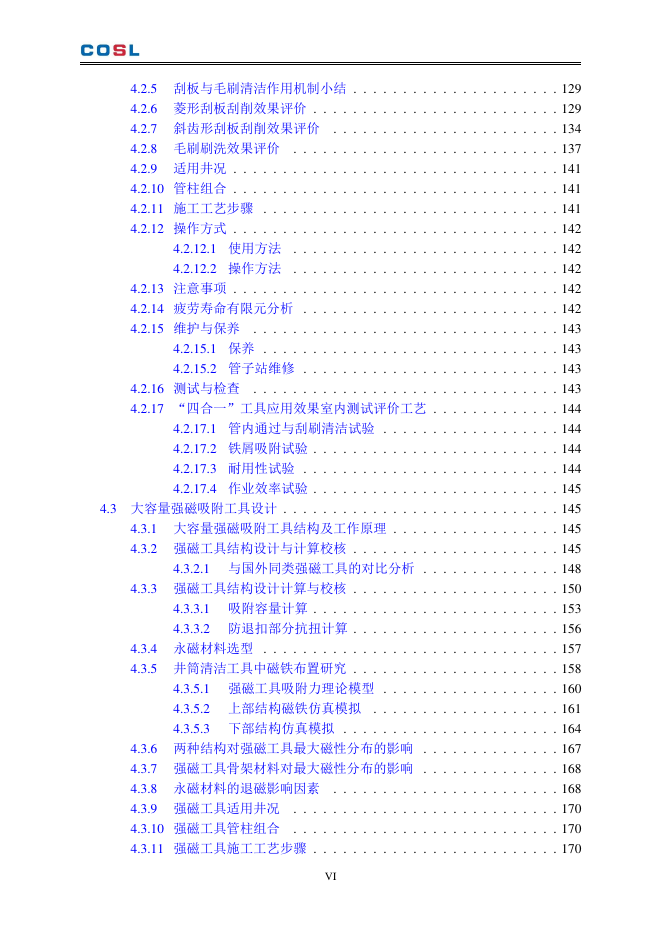 COSL
4.2.5 刮板与毛刷清洁作用机制小结 . . . . . . . . . . . . . . . . . . . . . 129
4.2.6 菱形刮板刮削效果评价 . . . . . . . . . . . . . . . . . . . . . . . . . 129
4.2.7 斜齿形刮板刮削效果评价 . . . . . . . . . . . . . . . . . . . . . . . 134
4.2.8 毛刷刷洗效果评价 . . . . . . . . . . . . . . . . . . . . . . . . . . . 137
4.2.9 适用井况 . . . . . . . . . . . . . . . . . . . . . . . . . . . . . . . . . 141
4.2.10 管柱组合 . . . . . . . . . . . . . . . . . . . . . . . . . . . . . . . . . 141
4.2.11 施工工艺步骤 . . . . . . . . . . . . . . . . . . . . . . . . . . . . . . 141
4.2.12 操作方式 . . . . . . . . . . . . . . . . . . . . . . . . . . . . . . . . . 142
4.2.12.1 使用方法 . . . . . . . . . . . . . . . . . . . . . . . . . . . 142
4.2.12.2 操作方法 . . . . . . . . . . . . . . . . . . . . . . . . . . . 142
4.2.13 注意事项 . . . . . . . . . . . . . . . . . . . . . . . . . . . . . . . . . 142
4.2.14 疲劳寿命有限元分析 . . . . . . . . . . . . . . . . . . . . . . . . . . 142
4.2.15 维护与保养 . . . . . . . . . . . . . . . . . . . . . . . . . . . . . . . 143
4.2.15.1 保养 . . . . . . . . . . . . . . . . . . . . . . . . . . . . . . 143
4.2.15.2 管子站维修 . . . . . . . . . . . . . . . . . . . . . . . . . . 143
4.2.16 测试与检查 . . . . . . . . . . . . . . . . . . . . . . . . . . . . . . . 143
4.2.17 “四合一”工具应用效果室内测试评价工艺 . . . . . . . . . . . . . 144
4.2.17.1 管内通过与刮刷清洁试验 . . . . . . . . . . . . . . . . . . 144
4.2.17.2 铁屑吸附试验 . . . . . . . . . . . . . . . . . . . . . . . . . 144
4.2.17.3 耐用性试验 . . . . . . . . . . . . . . . . . . . . . . . . . . 144
4.2.17.4 作业效率试验 . . . . . . . . . . . . . . . . . . . . . . . . . 145
4.3 大容量强磁吸附工具设计 . . . . . . . . . . . . . . . . . . . . . . . . . . . . 145
4.3.1 大容量强磁吸附工具结构及工作原理 . . . . . . . . . . . . . . . . . 145
4.3.2 强磁工具结构设计与计算校核 . . . . . . . . . . . . . . . . . . . . . 145
4.3.2.1 与国外同类强磁工具的对比分析 . . . . . . . . . . . . . . 148
4.3.3 强磁工具结构设计计算与校核 . . . . . . . . . . . . . . . . . . . . . 150
4.3.3.1 吸附容量计算 . . . . . . . . . . . . . . . . . . . . . . . . . 153
4.3.3.2 防退扣部分抗扭计算 . . . . . . . . . . . . . . . . . . . . . 156
4.3.4 永磁材料选型 . . . . . . . . . . . . . . . . . . . . . . . . . . . . . . 157
4.3.5 井筒清洁工具中磁铁布置研究 . . . . . . . . . . . . . . . . . . . . . 158
4.3.5.1 强磁工具吸附力理论模型 . . . . . . . . . . . . . . . . . . 160
4.3.5.2 上部结构磁铁仿真模拟 . . . . . . . . . . . . . . . . . . . 161
4.3.5.3 下部结构仿真模拟 . . . . . . . . . . . . . . . . . . . . . . 164
4.3.6 两种结构对强磁工具最大磁性分布的影响 . . . . . . . . . . . . . . 167
4.3.7 强磁工具骨架材料对最大磁性分布的影响 . . . . . . . . . . . . . . 168
4.3.8 永磁材料的退磁影响因素 . . . . . . . . . . . . . . . . . . . . . . . 168
4.3.9 强磁工具适用井况 . . . . . . . . . . . . . . . . . . . . . . . . . . . 170
4.3.10 强磁工具管柱组合 . . . . . . . . . . . . . . . . . . . . . . . . . . . 170
4.3.11 强磁工具施工工艺步骤 . . . . . . . . . . . . . . . . . . . . . . . . . 170
VI